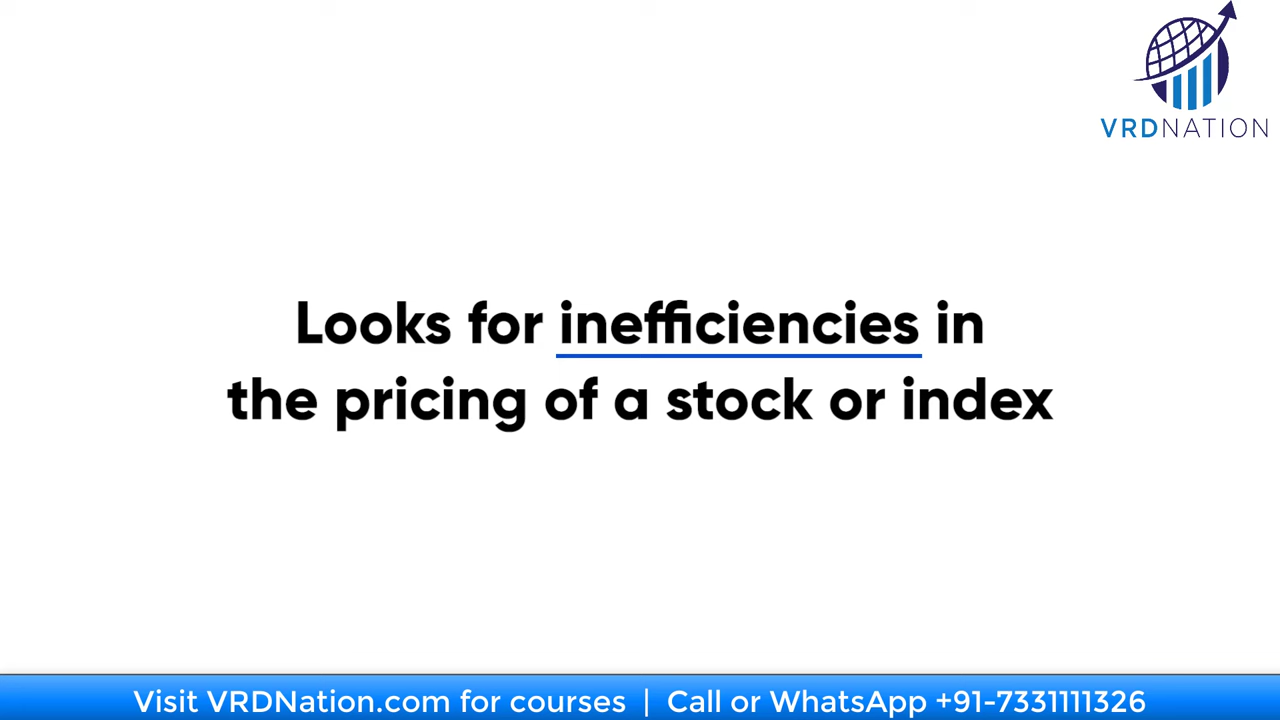 VRDNATION
Looks for inefficiencies in
the pricing of a stock or index
Visit VRDNation.com for courses | Call or WhatsApp +91-7331111326